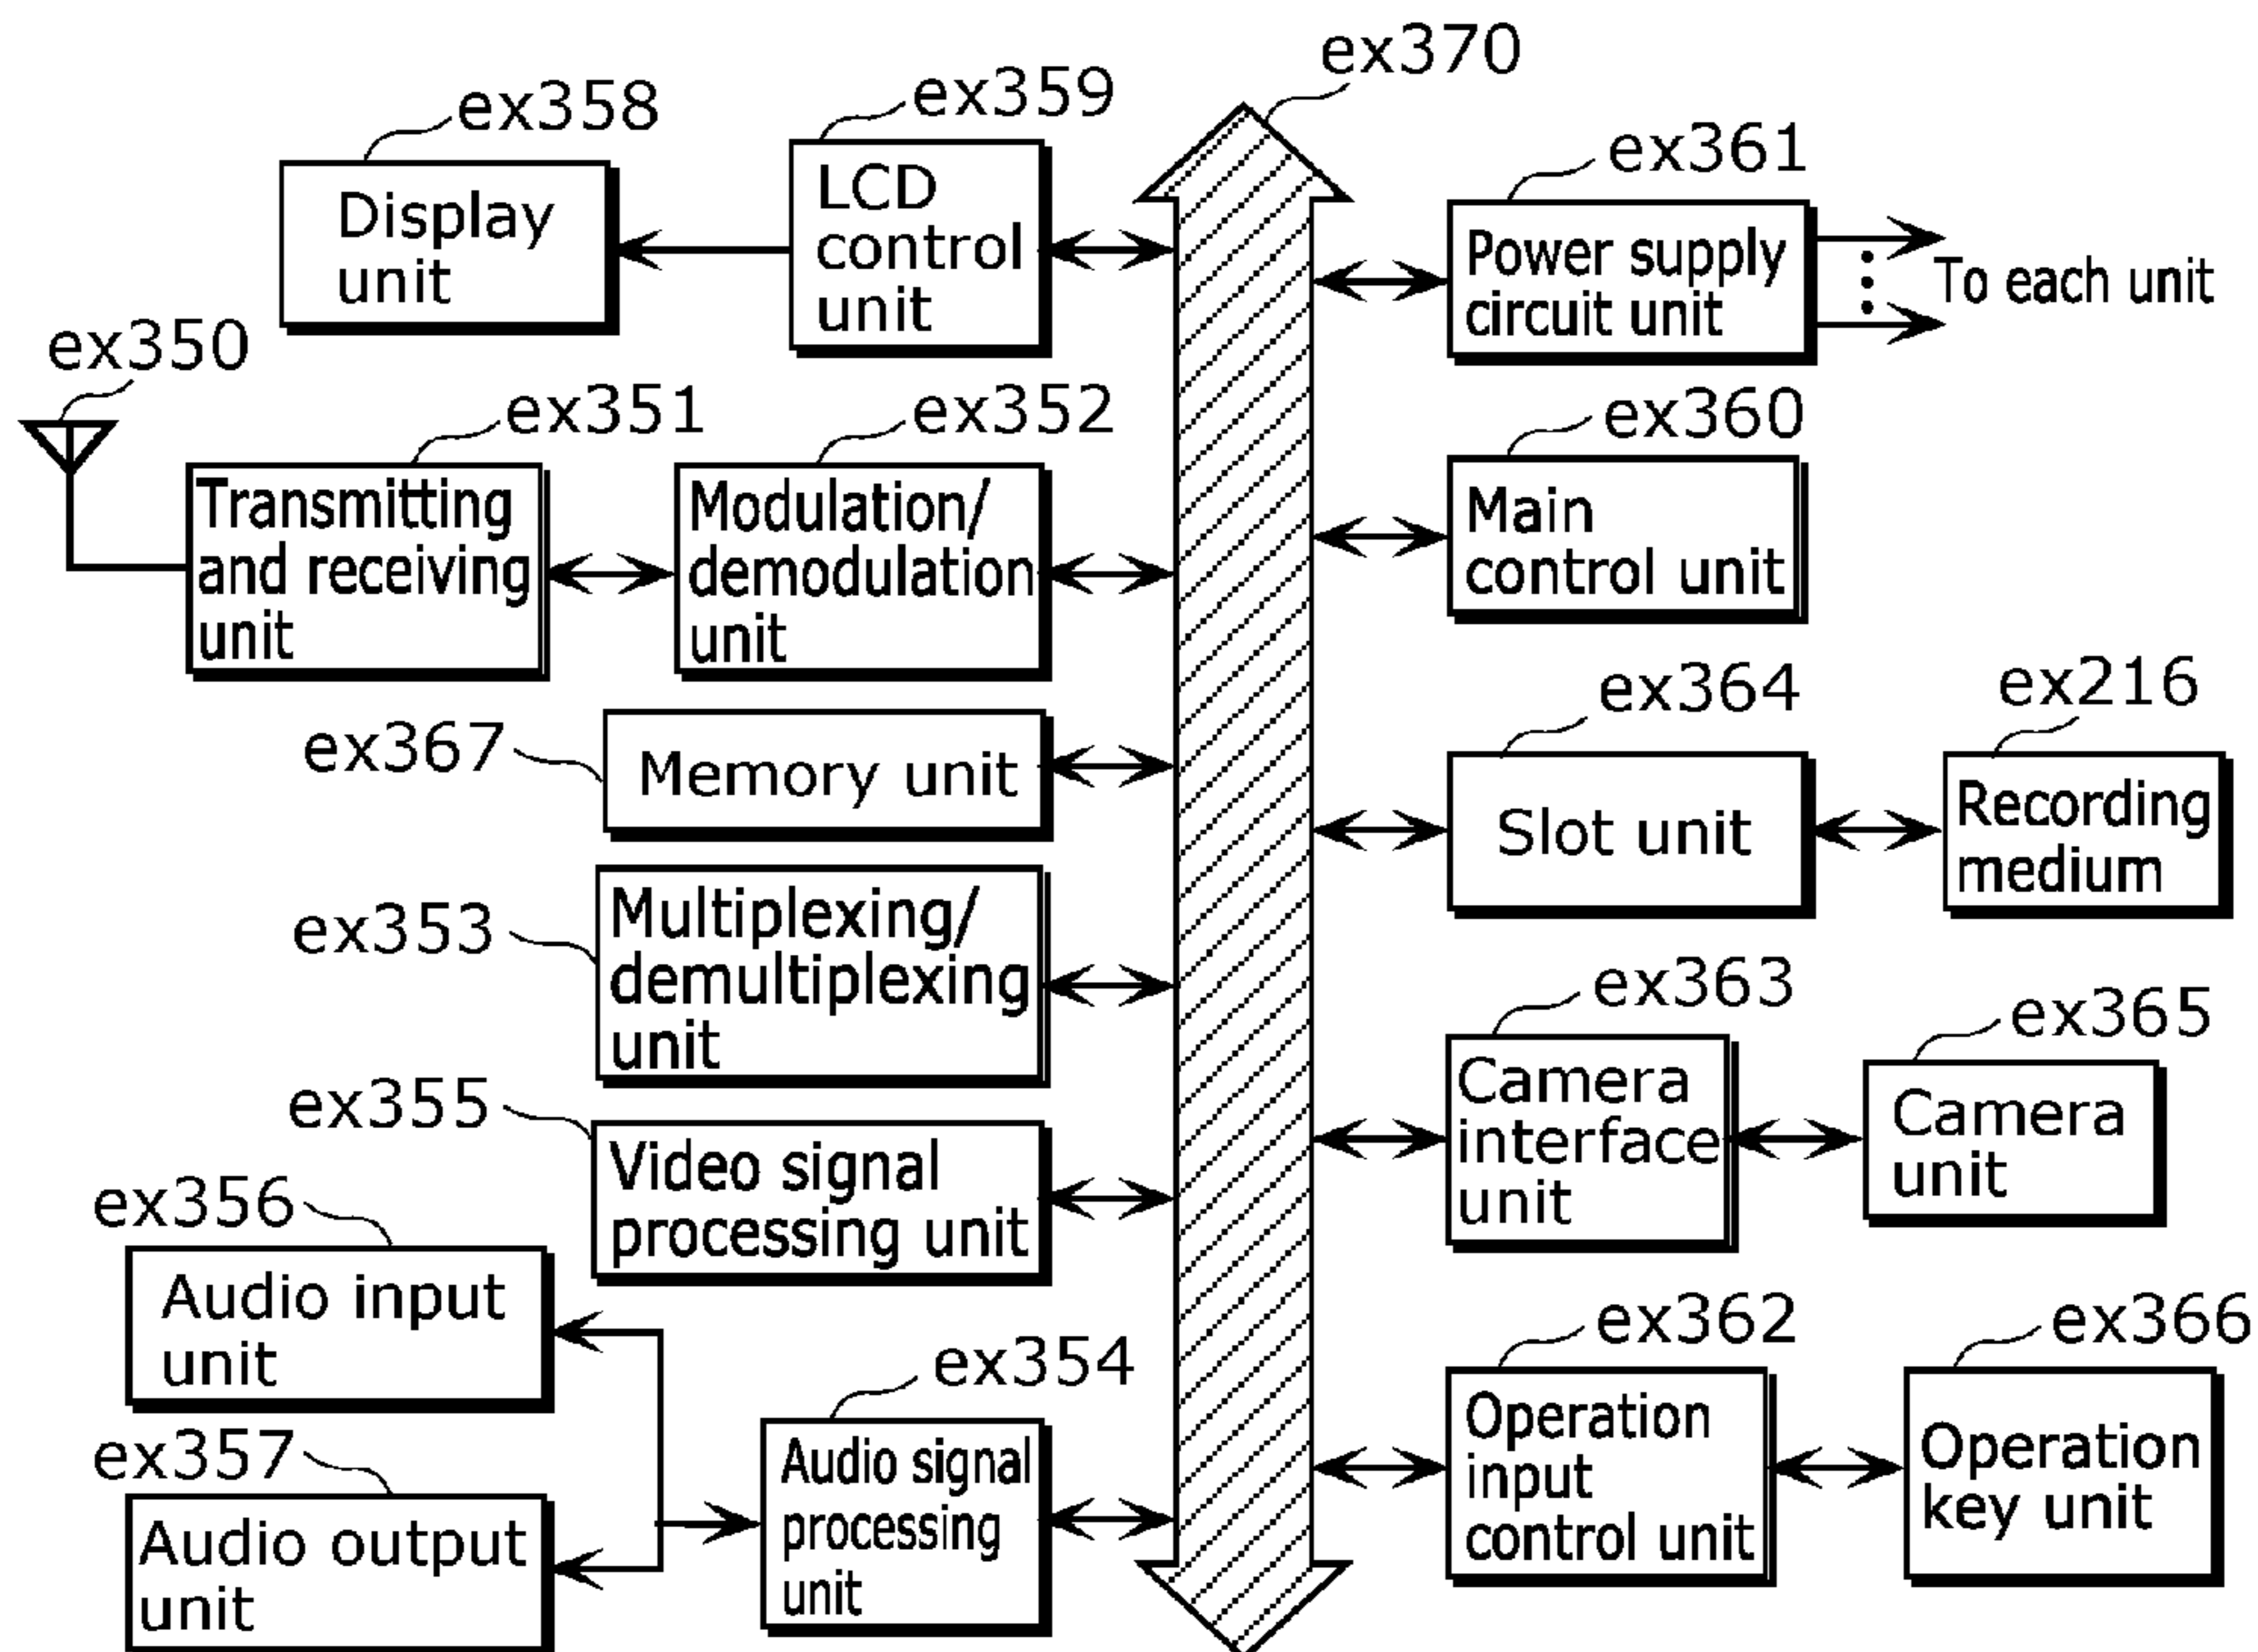 ex370
ex358
ex359
Display
unit
LCD
control
unit
ex361
Power supply
circuit unit
To each unit
ex350
ex351
ex352
Transmitting
and receiving
unit
Modulation/
demodulation
unit
ex360
Main
control unit
ex367
Memory unit
ex364
ex216
Slot unit
Recording
medium
ex353
Multiplexing/
demultiplexing
unit
ex363
ex365
Camera
interface
unit
Camera
unit
ex355
Video signal
processing unit
ex356
Audio input
unit
ex357
Audio output
unit
ex354
Audio signal
processing
unit
ex362
ex366
Operation
input
control unit
Operation
key unit